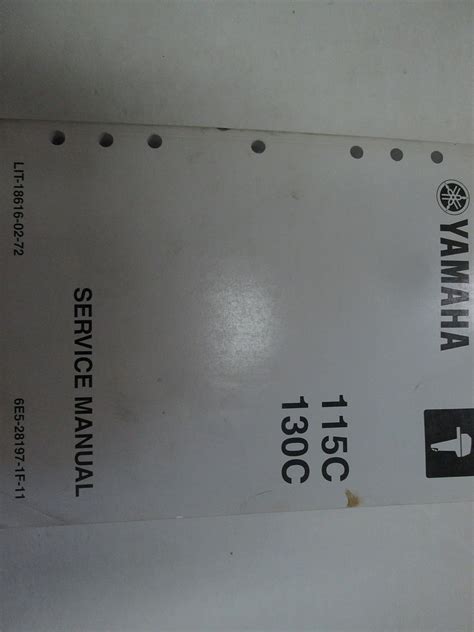 YAMAHA
115C
130C
SERVICE MANUAL
LIT-18616-02-72
6E5-28197-1F-11